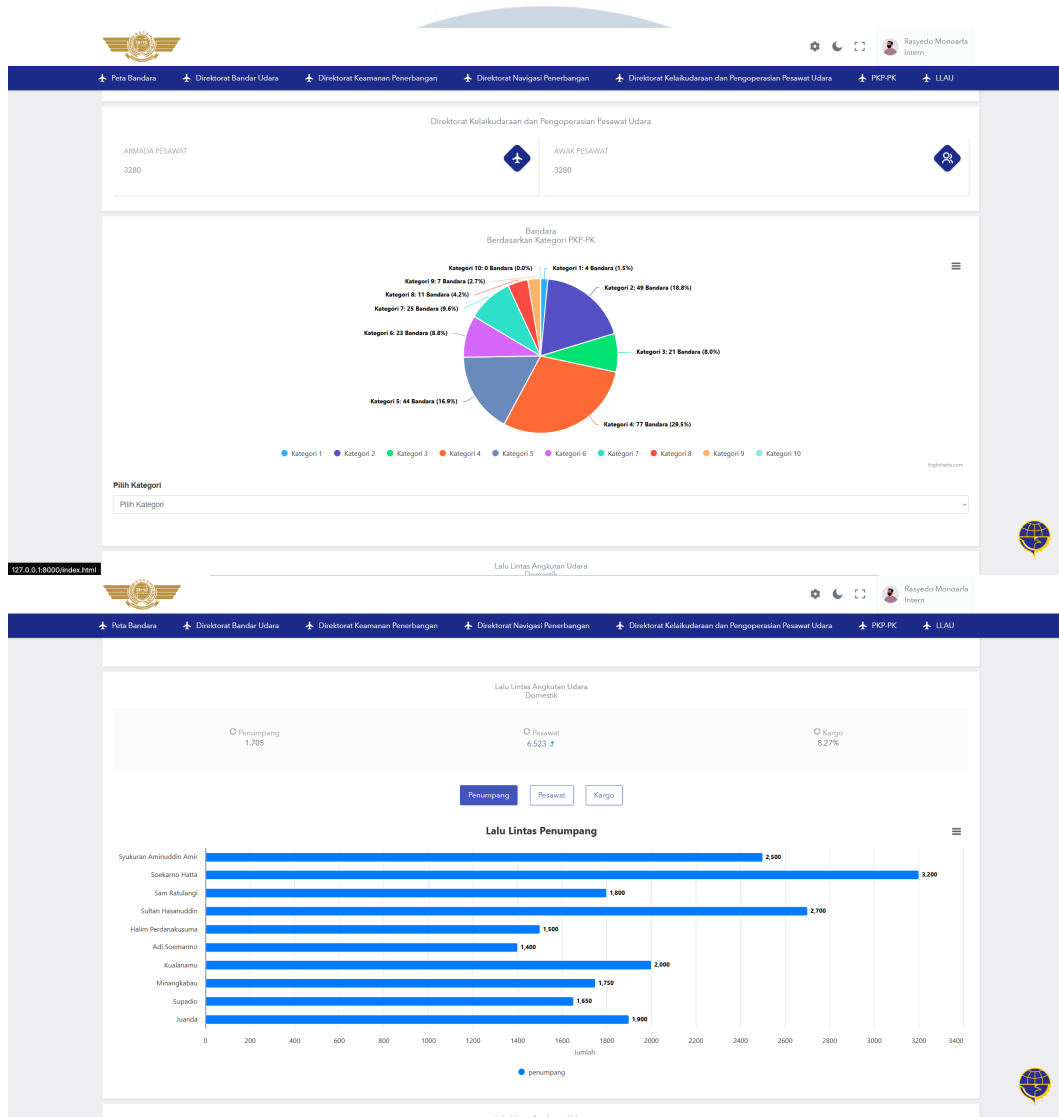 Rasyedo Monoarfa
Intern
Peta Bandara
Direktorat Bandar Udara
Direktorat Keamanan Penerbangan
Direktorat Navigasi Penerbangan
Direktorat Kelaikudaraan dan Pengoperasian Pesawat Udara
PKP-PK
LLAU
Direktorat Kelaikudaraan dan Pengoperasian Pesawat Udara
ARMADA PESAWAT
3280
AWAK PESAWAT
3280
Bandara
Berdasarkan Kategori PKP-PK
Kategori 10: 0 Bandara (0.0%)
Kategori 1: 4 Bandara (1.5%)
Kategori 9: 7 Bandara (2.7%)
Kategori 2: 49 Bandara (18.8%)
Kategori 8: 11 Bandara (4.2%)
Kategori 7: 25 Bandara (9.6%)
Kategori 6: 23 Bandara (8.8%)
Kategori 3: 21 Bandara (8.0%)
Kategori 5: 44 Bandara (16.9%)
Kategori 4: 77 Bandara (29.5%)
Kategori 1
Kategori 2
Kategori 3
Kategori 4
Kategori 5
Kategori 6
Kategori 7
Kategori 8
Kategori 9
Kategori 10
Highcharts.com
Pilih Kategori
Pilih Kategori
Lalu Lintas Angkutan Udara
Domestik
127.0.0.1:8000/index.html
Rasyedo Monoarfa
Intern
Peta Bandara
Direktorat Bandar Udara
Direktorat Keamanan Penerbangan
Direktorat Navigasi Penerbangan
Direktorat Kelaikudaraan dan Pengoperasian Pesawat Udara
PKP-PK
LLAU
Lalu Lintas Angkutan Udara
Domestik
Penumpang
1.705
Pesawat
6.523
Kargo
8.27%
Penumpang
Pesawat
Kargo
Lalu Lintas Penumpang
Syukuran Aminuddin Amir 2,500
Soekarno Hatta 3,200
Sam Ratulangi 1,800
Sultan Hasanuddin 2,700
Halim Perdanakusuma 1,500
Adi Soemarmo 1,400
Kualanamu 2,000
Minangkabau 1,750
Supadio 1,650
Juanda 1,900
0 200 400 600 800 1000 1200 1400 1600 1800 2000 2200 2400 2600 2800 3000 3200 3400
Jumlah
penumpang